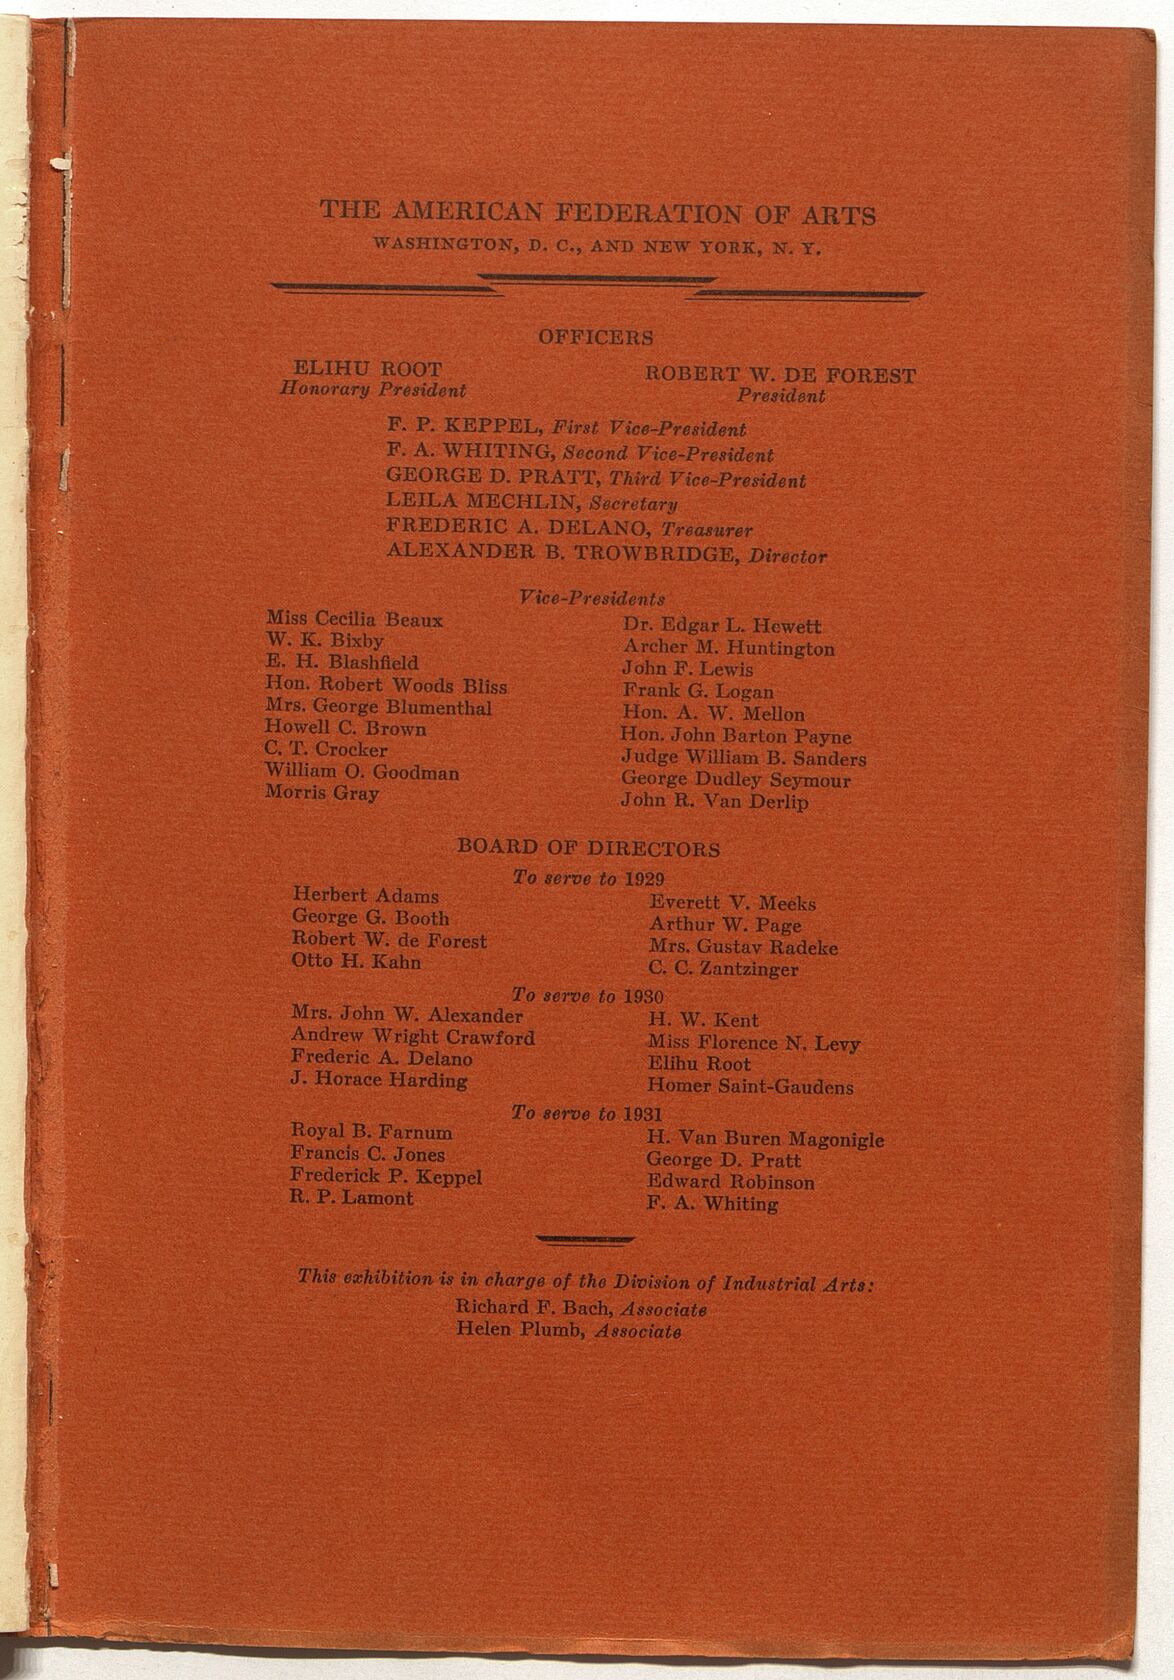 THE AMERICAN FEDERATION OF ARTS
WASHINGTON, D. C., AND NEW YORK, N. Y.
OFFICERS
ELIHU ROOT
Honorary President
ROBERT W. DE FOREST
President
F. P. KEPPEL, First Vice-President
F. A. WHITING, Second Vice-President
GEORGE D. PRATT, Third Vice-President
LEILA MECHLIN, Secretary
FREDERIC A. DELANO, Treasurer
ALEXANDER B. TROWBRIDGE, Director
Vice-Presidents
Miss Cecilia Beaux
W. K. Bixby
E. H. Blashfield
Hon. Robert Woods Bliss
Mrs. George Blumenthal
Howell C. Brown
C. T. Crocker
William O. Goodman
Morris Gray
Dr. Edgar L. Hewett
Archer M. Huntington
John F. Lewis
Frank G. Logan
Hon. A. W. Mellon
Hon. John Barton Payne
Judge William B. Sanders
George Dudley Seymour
John R. Van Derlip
BOARD OF DIRECTORS
To serve to 1929
Herbert Adams
George G. Booth
Robert W. de Forest
Otto H. Kahn
Everett V. Meeks
Arthur W. Page
Mrs. Gustav Radeke
C. C. Zantzinger
To serve to 1930
Mrs. John W. Alexander
Andrew Wright Crawford
Frederic A. Delano
J. Horace Harding
H. W. Kent
Miss Florence N. Levy
Elihu Root
Homer Saint-Gaudens
To serve to 1931
Royal B. Farnum
Francis C. Jones
Frederick P. Keppel
R. P. Lamont
H. Van Buren Magonigle
George D. Pratt
Edward Robinson
F. A. Whiting
This exhibition is in charge of the Division of Industrial Arts:
Richard F. Bach, Associate
Helen Plumb, Associate